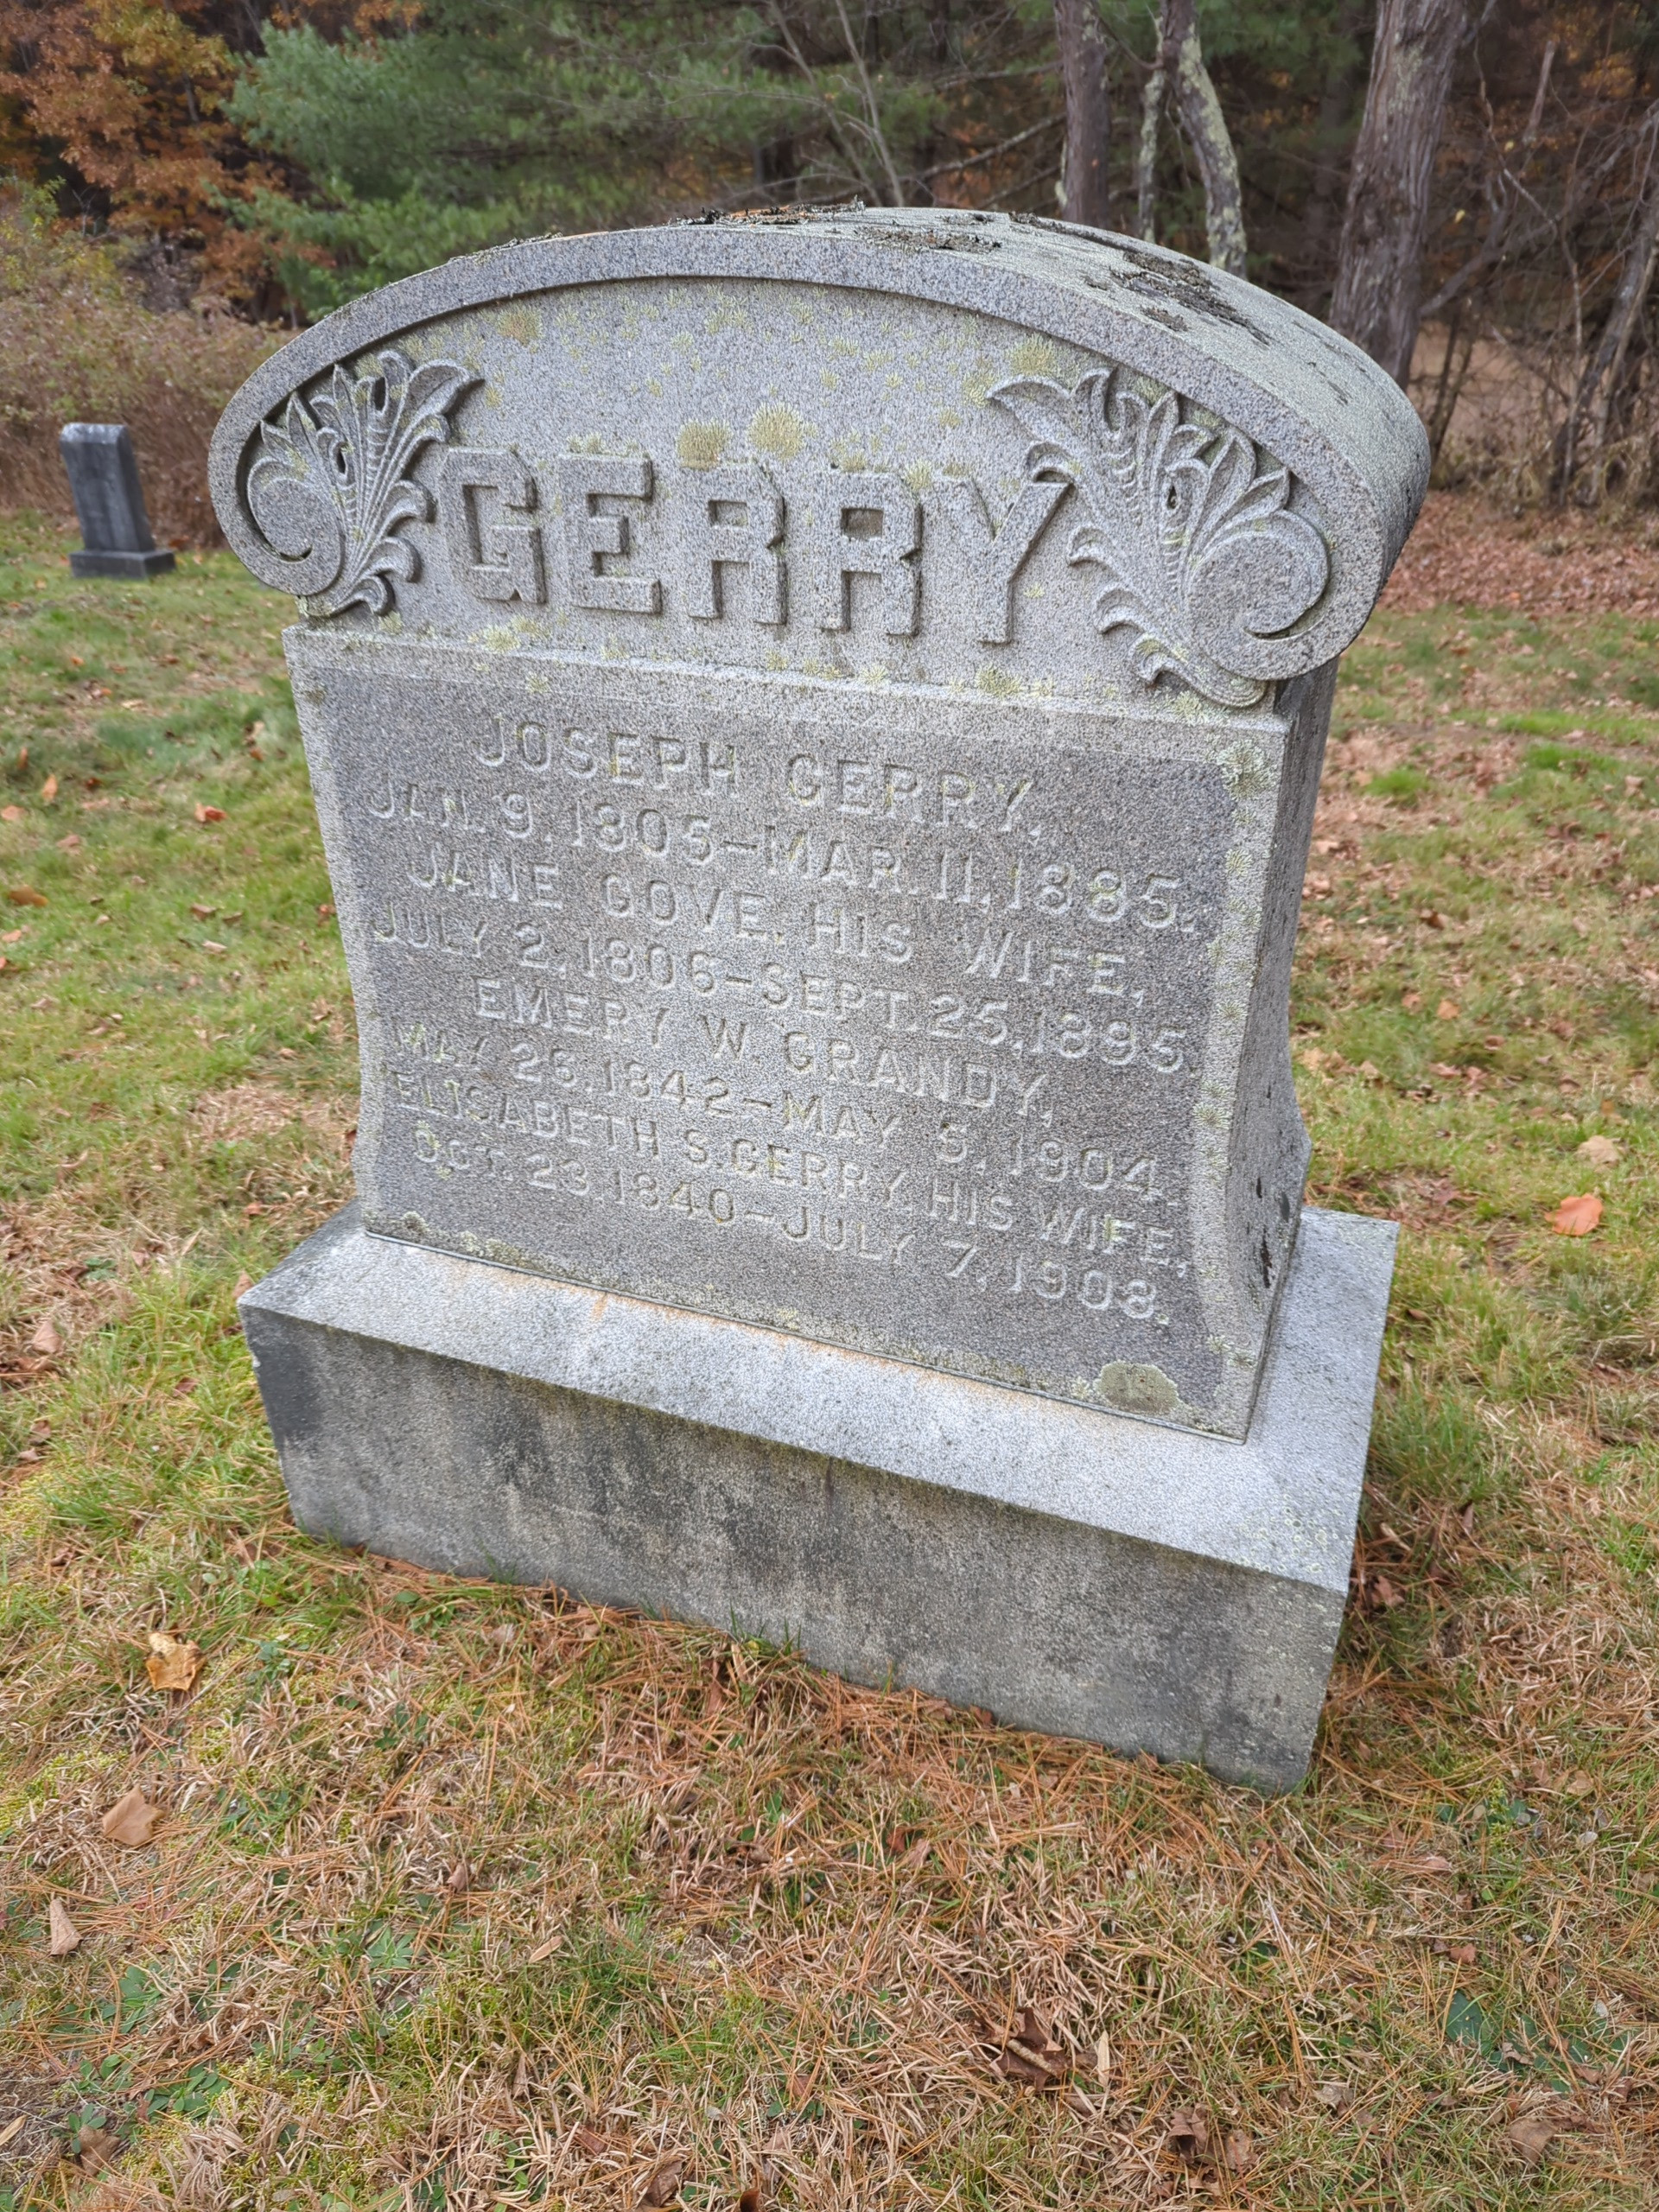 GERRY
JOSEPH GERRY,
JAN. 9, 1805–MAR. 11, 1885.
JANE GOVE, HIS WIFE,
JULY 2, 1806–SEPT. 25, 1895.
EMERY W. GRANDY,
MAY 26, 1842–MAY 5, 1904.
ELISABETH S. GERRY, HIS WIFE,
OCT. 23, 1840–JULY 7, 1908.